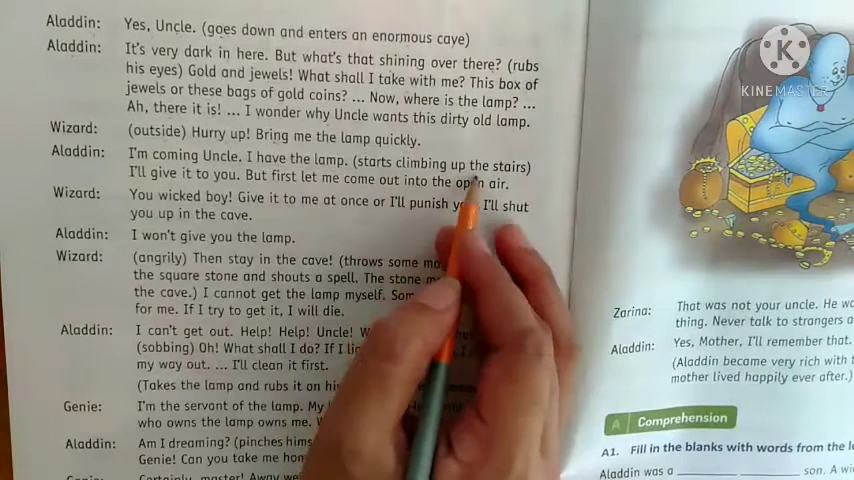 Aladdin: Yes, Uncle. (goes down and enters an enormous cave)
Aladdin: It's very dark in here. But what's that shining over there? (rubs
his eyes) Gold and jewels! What shall I take with me? This box of
jewels or these bags of gold coins? ... Now, where is the lamp? ...
Ah, there it is! ... I wonder why Uncle wants this dirty old lamp.
Wizard: (outside) Hurry up! Bring me the lamp quickly.
Aladdin: I'm coming Uncle. I have the lamp. (starts climbing up the stairs)
I'll give it to you. But first let me come out into the open air.
Wizard: You wicked boy! Give it to me at once or I'll punish I'll shut
you up in the cave.
Aladdin: I won't give you the lamp.
Wizard: (angrily) Then stay in the cave! (throws some
the square stone and shouts a spell. The stone
the cave.) I cannot get the lamp myself.
for me. If I try to get it, I will die.
Aladdin: I can't get out. Help! Help! Uncle!
(sobbing) Oh! What shall I do? If I
my way out. ... I'll clean it first.
(Takes the lamp and rubs it on
Genie: I'm the servant of the lamp. My
who owns the lamp owns me.
Aladdin: Am I dreaming? (pinches
Genie! Can you take me
Certainly, master! Away
KINEMASTER
Zarina: That was not your uncle. He
thing. Never talk to strangers
Aladdin: Yes, Mother, I'll remember that.
(Aladdin became very rich with
mother lived happily ever after.)
A Comprehension
A1. Fill in the blanks with words from the
Aladdin was a ______ ______ son. A